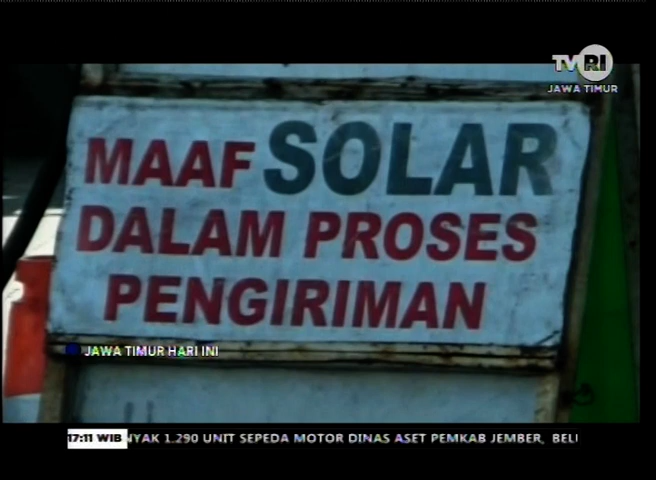 TVRI
JAWA TIMUR
MAAF SOLAR
DALAM PROSES
PENGIRIMAN
JAWA TIMUR HARI INI
17:11 WIB NYAK 1.290 UNIT SEPEDA MOTOR DINAS ASET PEMKAB JEMBER, BELU